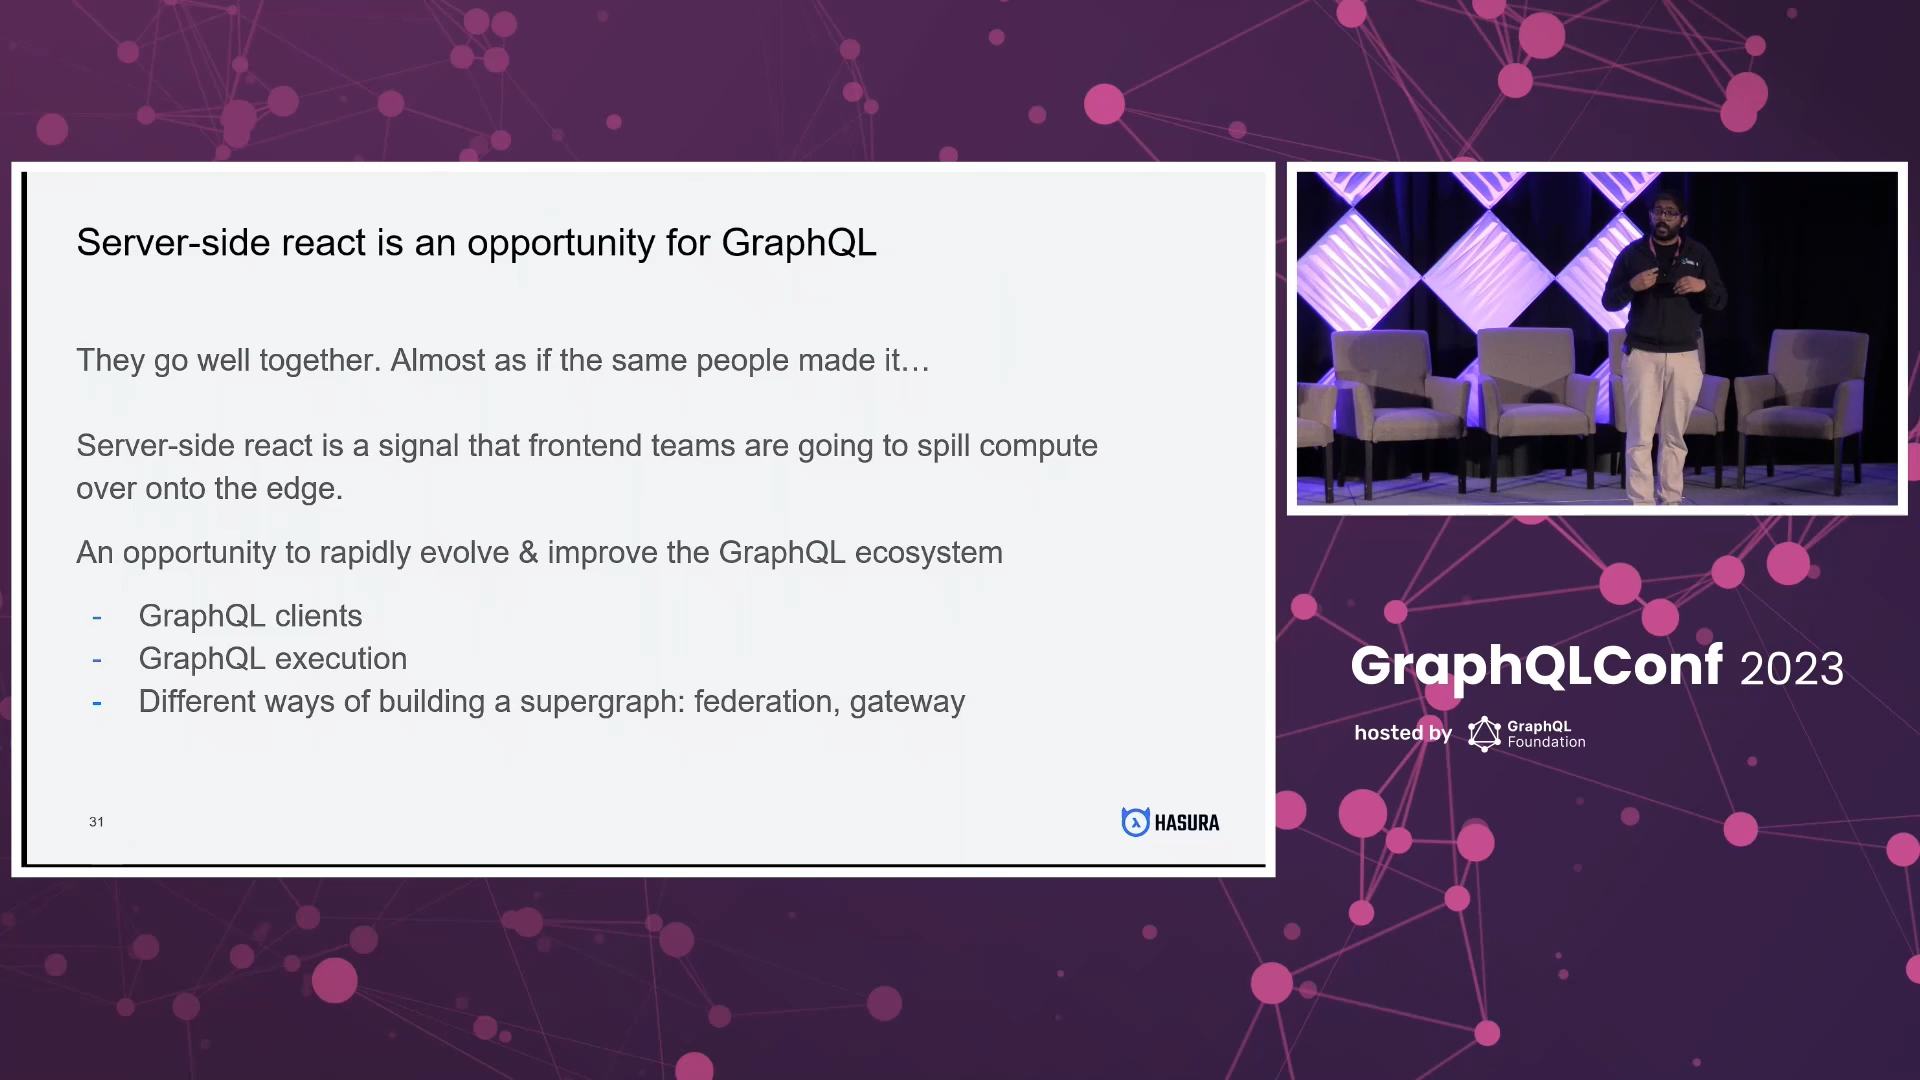 Server-side react is an opportunity for GraphQL
They go well together. Almost as if the same people made it…
Server-side react is a signal that frontend teams are going to spill compute
over onto the edge.
An opportunity to rapidly evolve & improve the GraphQL ecosystem
- GraphQL clients
- GraphQL execution
- Different ways of building a supergraph: federation, gateway
31
HASURA
GraphQLConf 2023
hosted by
GraphQL
Foundation